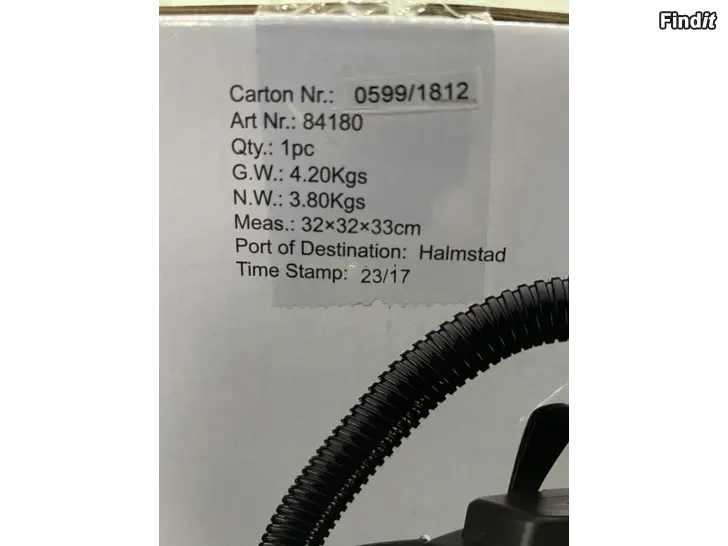 Findit
Carton Nr.: 0599/1812
Art Nr.: 84180
Qty.: 1pc
G.W.: 4.20Kgs
N.W.: 3.80Kgs
Meas.: 32×32×33cm
Port of Destination: Halmstad
Time Stamp: 23/17